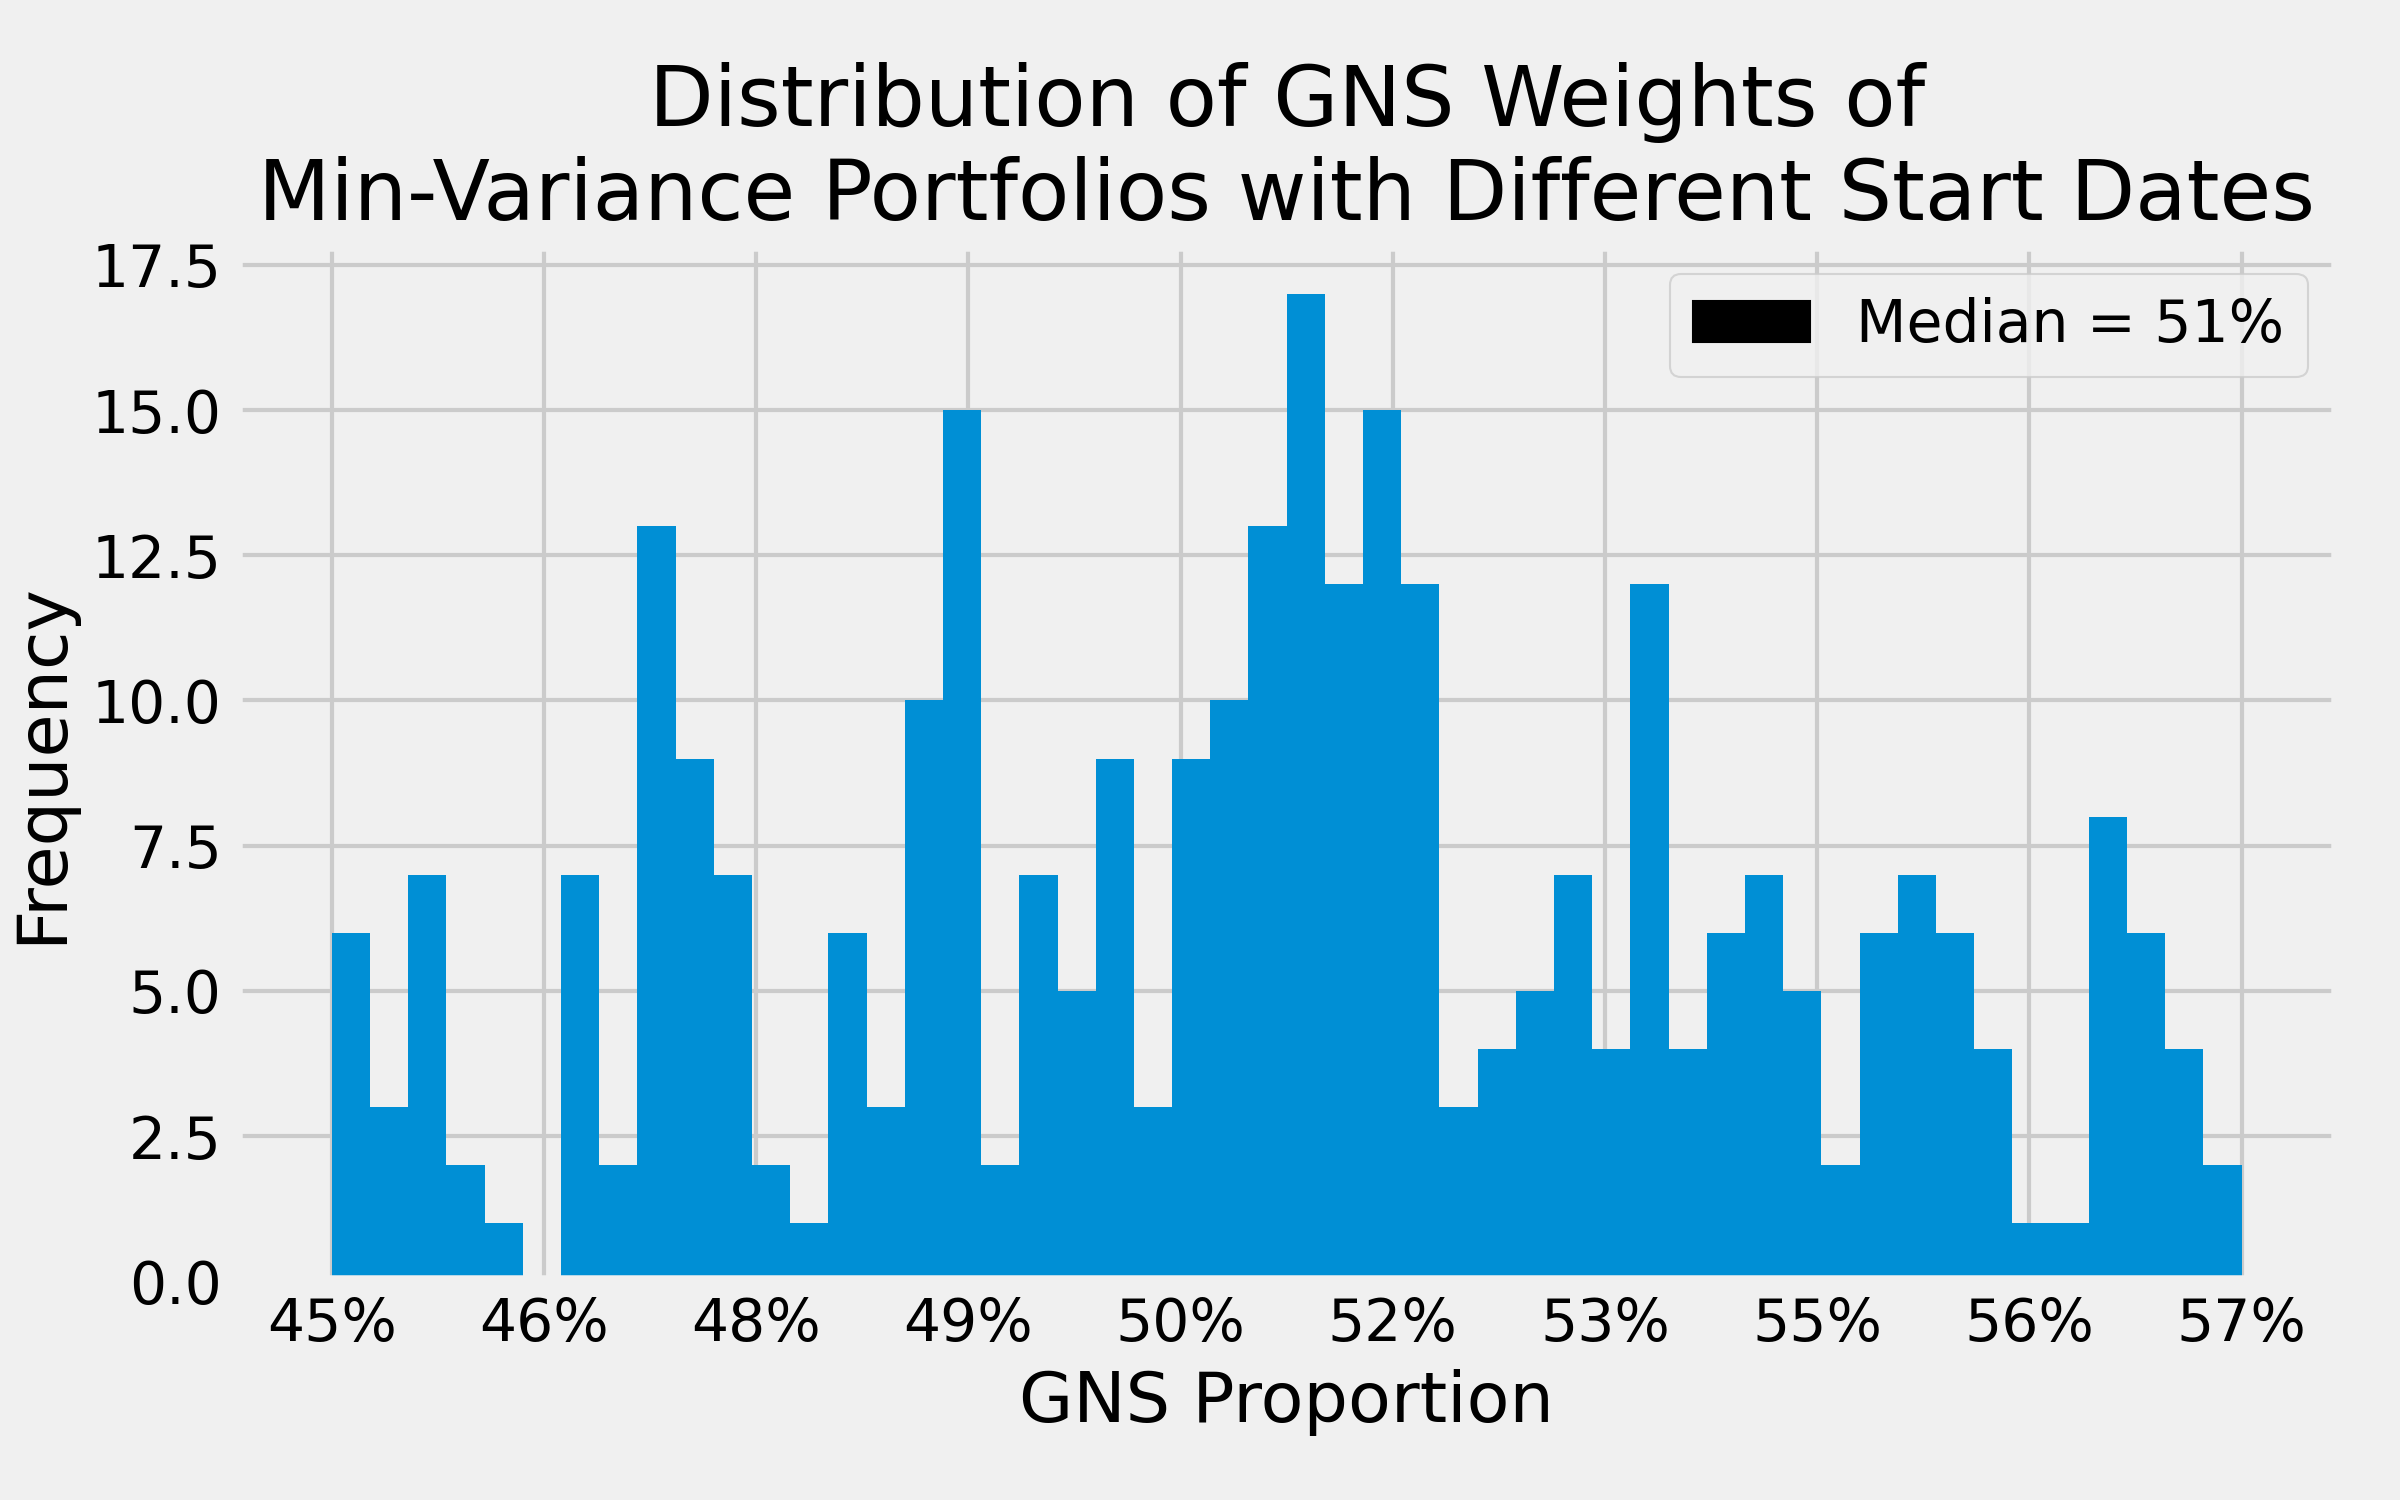 Distribution of GNS Weights of
Min-Variance Portfolios with Different Start Dates
17.5
15.0
12.5
10.0
7.5
5.0
2.5
0.0
Frequency
Median = 51%
45% 46% 48% 49% 50% 52% 53% 55% 56% 57%
GNS Proportion